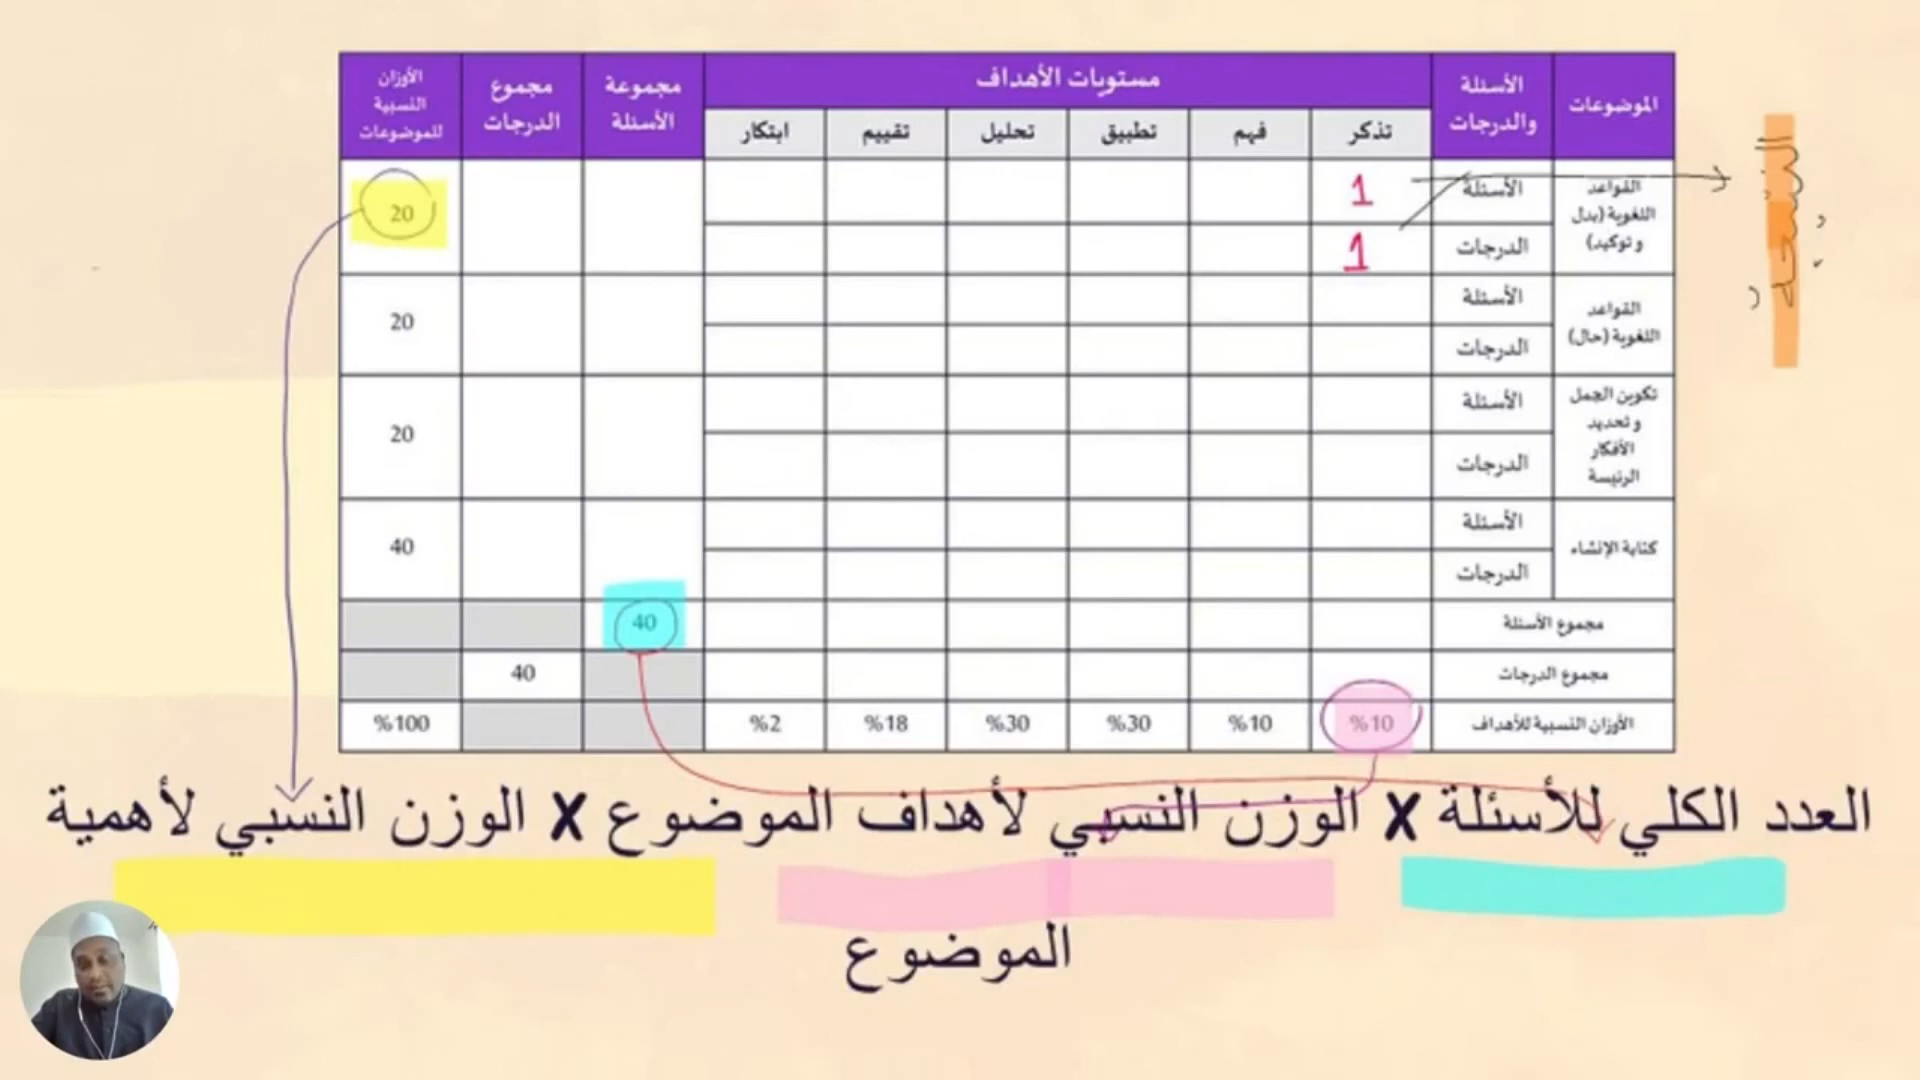 الموضوعات الأسئلة والدرجات مستويات الأهداف مجموعة الأسئلة مجموع الدرجات الأوزان النسبية للموضوعات
تذكر فهم تطبيق تحليل تقييم ابتكار
القواعد اللغوية (بدل و توكيد) الأسئلة 1 20
الدرجات 1
القواعد اللغوية (حال) الأسئلة 20
الدرجات
تكوين الجمل و تحديد الأفكار الرئيسة الأسئلة 20
الدرجات
كتابة الإنشاء الأسئلة 40
الدرجات
مجموع الأسئلة 40
مجموع الدرجات 40
الأوزان النسبية للأهداف %10 %10 %30 %30 %18 %2 %100
النتيجة
العدد الكلي للأسئلة X الوزن النسبي لأهداف الموضوع X الوزن النسبي لأهمية
الموضوع